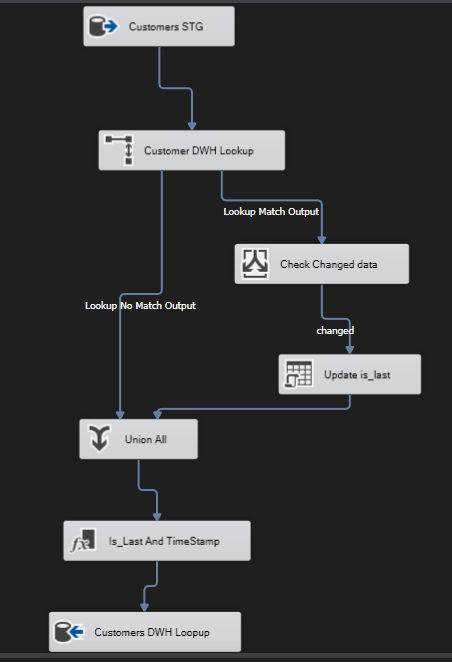 Customers STG
Customer DWH Lookup
Lookup Match Output
Check Changed data
Lookup No Match Output
changed
Update is_last
Union All
Is_Last And TimeStamp
Customers DWH Loopup